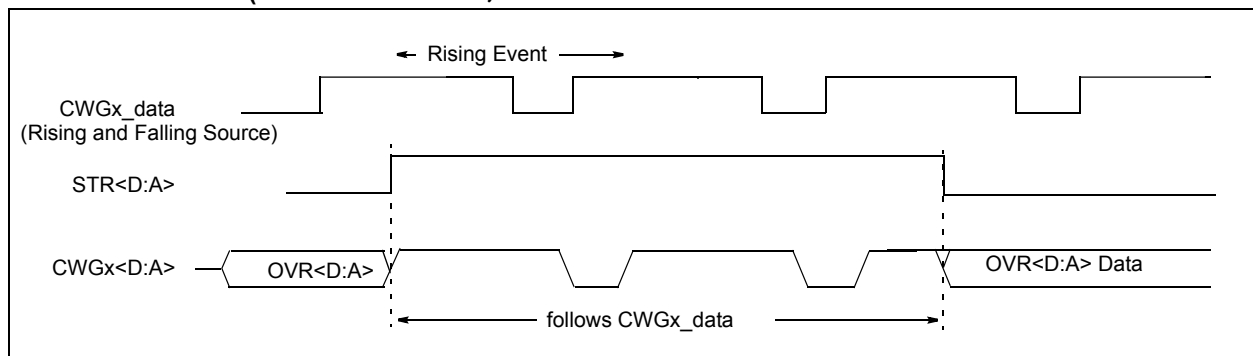 Rising Event
CWGx_data
(Rising and Falling Source)
STR<D:A>
CWGx<D:A>
OVR<D:A>
OVR<D:A> Data
follows CWGx_data